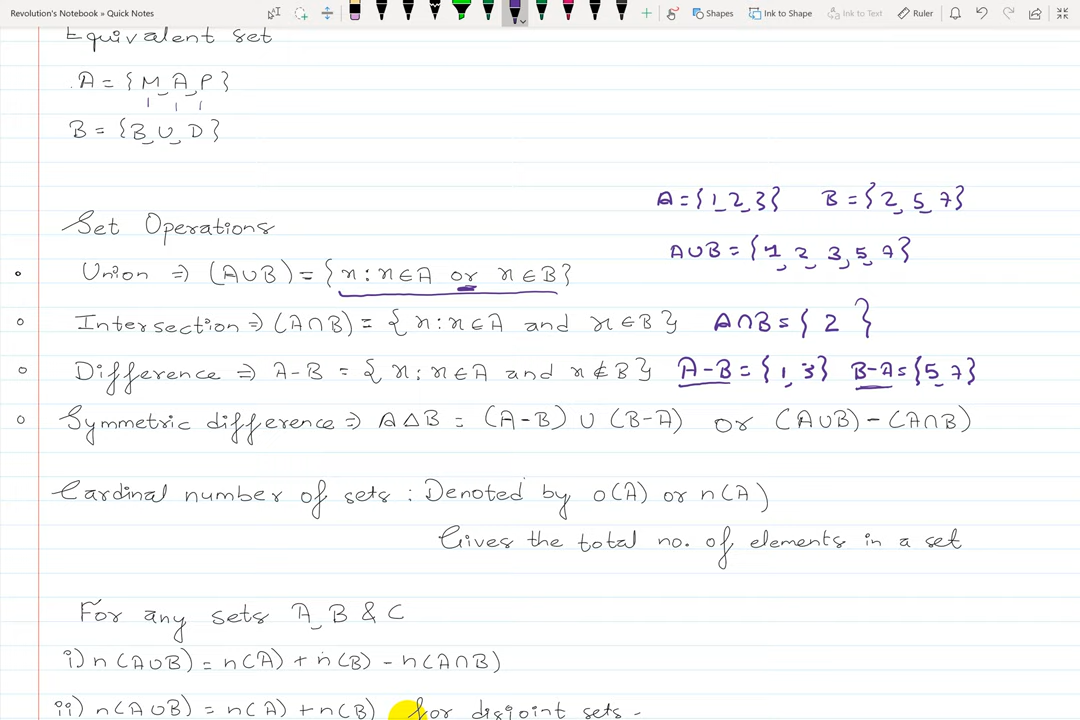 Revolution's Notebook » Quick Notes
Shapes Ink to Shape Ink to Text Ruler
Equivalent set
A = {M, A, P}
B = {B, U, D}
A = {1, 2, 3} B = {2, 5, 7}
Set Operations
A∪B = {1, 2, 3, 5, 7}
Union ⇒ (A∪B) = {x : x∈A or x∈B}
Intersection ⇒ (A∩B) = {x : x∈A and x∈B} A∩B = {2}
Difference ⇒ A-B = {x : x∈A and x∉B} A-B = {1, 3} B-A = {5, 7}
Symmetric difference ⇒ A△B = (A-B) ∪ (B-A) or (A∪B) - (A∩B)
Cardinal number of sets : Denoted by o(A) or n(A)
Gives the total no. of elements in a set
For any sets A, B & C
i) n(A∪B) = n(A) + n(B) - n(A∩B)
ii) n(A∪B) = n(A) + n(B) for disjoint sets -